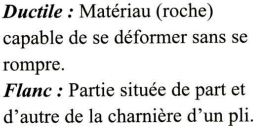 Ductile : Matériau (roche)
capable de se déformer sans se
rompre.
Flanc : Partie située de part et
d'autre de la charnière d'un pli.